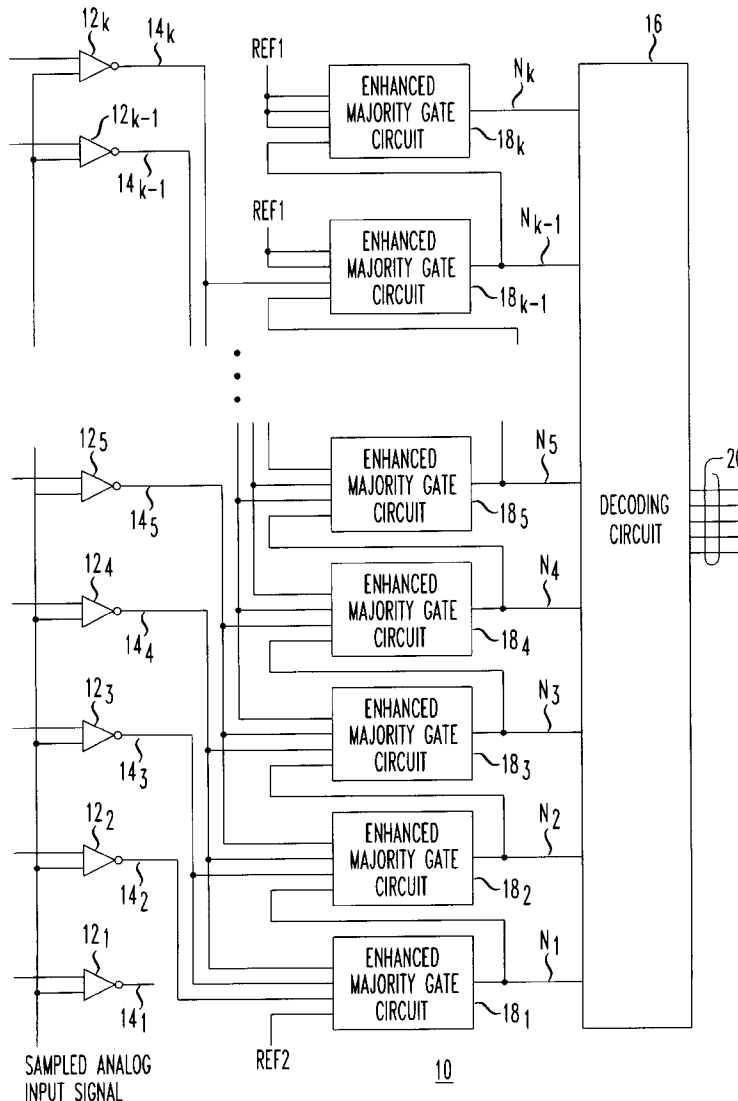 12k
14k
12k-1
14k-1
REF1
ENHANCED
MAJORITY GATE
CIRCUIT
18k
Nk
16
REF1
ENHANCED
MAJORITY GATE
CIRCUIT
18k-1
Nk-1
125
145
ENHANCED
MAJORITY GATE
CIRCUIT
185
N5
DECODING
CIRCUIT
20
124
144
ENHANCED
MAJORITY GATE
CIRCUIT
184
N4
123
143
ENHANCED
MAJORITY GATE
CIRCUIT
183
N3
122
142
ENHANCED
MAJORITY GATE
CIRCUIT
182
N2
121
141
ENHANCED
MAJORITY GATE
CIRCUIT
181
N1
REF2
SAMPLED ANALOG
INPUT SIGNAL
10